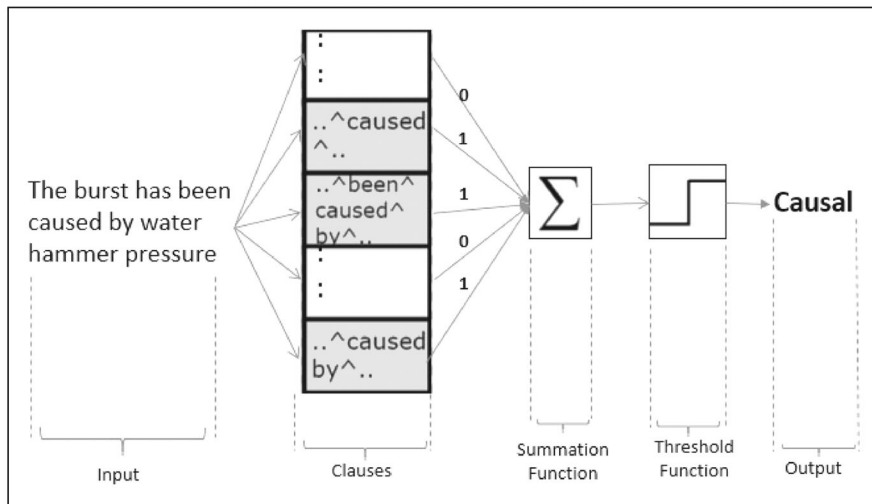 The burst has been
caused by water
hammer pressure
:
:
..^caused
^..
..^been^
caused^
by^..
:
:
..^caused
by^..
0
1
1
0
1
∑
Causal
Input
Clauses
Summation
Function
Threshold
Function
Output